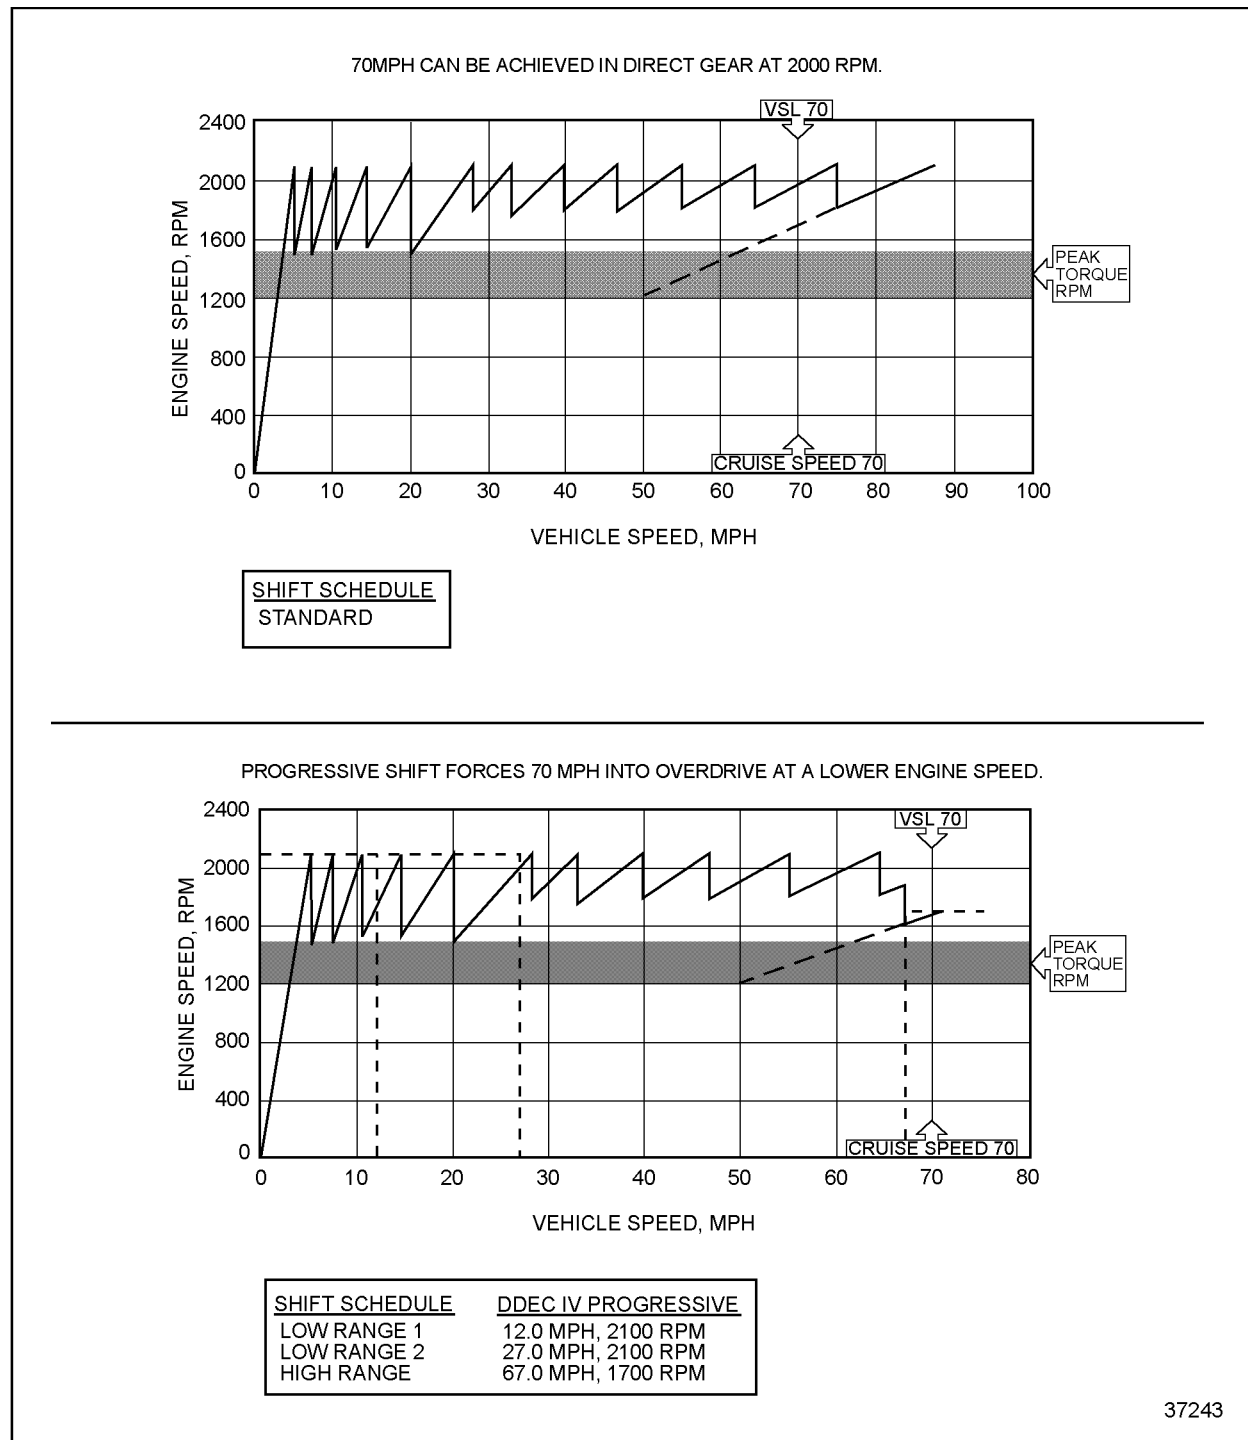 70MPH CAN BE ACHIEVED IN DIRECT GEAR AT 2000 RPM.
VSL 70
2400
2000
1600
1200
800
400
0
ENGINE SPEED, RPM
PEAK
TORQUE
RPM
CRUISE SPEED 70
0 10 20 30 40 50 60 70 80 90 100
VEHICLE SPEED, MPH
SHIFT SCHEDULE
STANDARD
PROGRESSIVE SHIFT FORCES 70 MPH INTO OVERDRIVE AT A LOWER ENGINE SPEED.
VSL 70
2400
2000
1600
1200
800
400
0
ENGINE SPEED, RPM
PEAK
TORQUE
RPM
CRUISE SPEED 70
0 10 20 30 40 50 60 70 80
VEHICLE SPEED, MPH
SHIFT SCHEDULE DDEC IV PROGRESSIVE
LOW RANGE 1 12.0 MPH, 2100 RPM
LOW RANGE 2 27.0 MPH, 2100 RPM
HIGH RANGE 67.0 MPH, 1700 RPM
37243